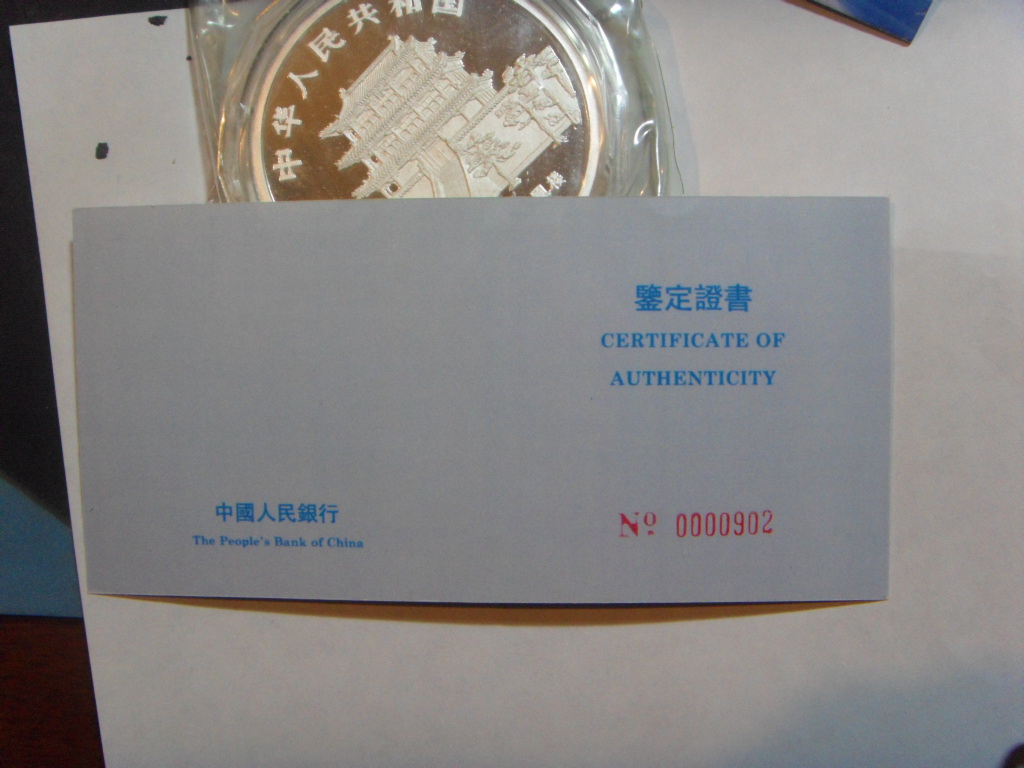 中华人民共和国
鑒定證書
CERTIFICATE OF
AUTHENTICITY
中國人民銀行
The People's Bank of China
Nº 0000902